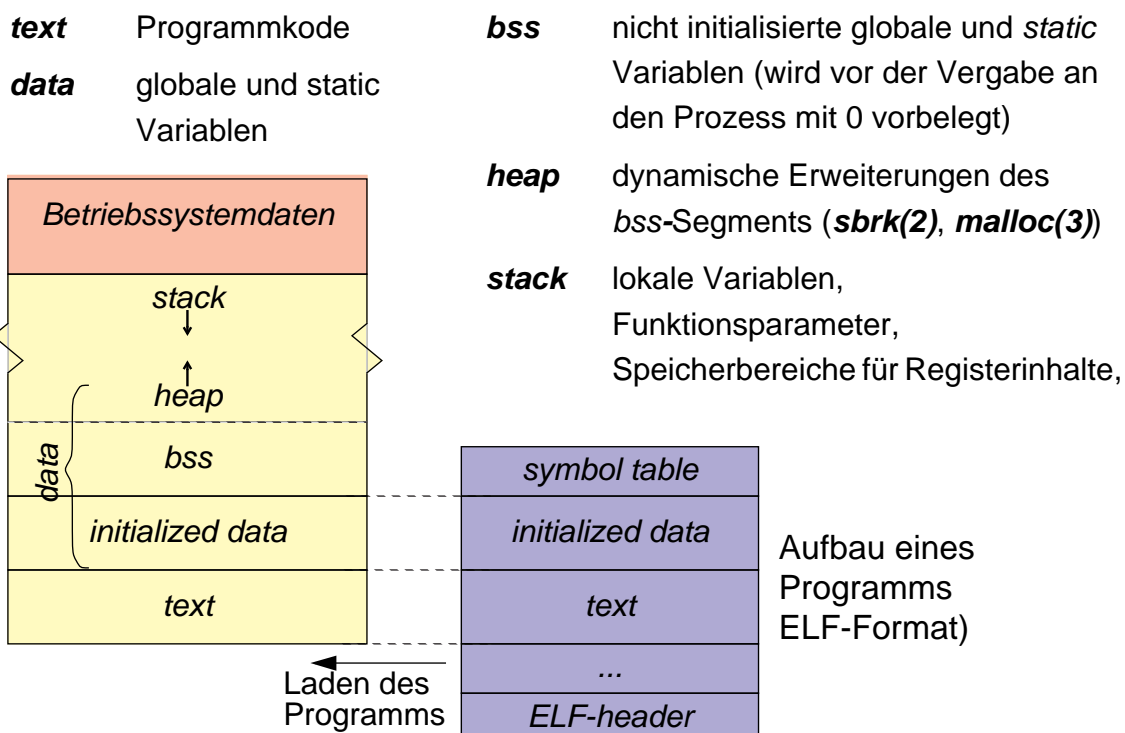 text Programmkode
data globale und static
Variablen
bss nicht initialisierte globale und static
Variablen (wird vor der Vergabe an
den Prozess mit 0 vorbelegt)
heap dynamische Erweiterungen des
bss-Segments (sbrk(2), malloc(3))
stack lokale Variablen,
Funktionsparameter,
Speicherbereiche für Registerinhalte,
Betriebssystemdaten
stack
heap
bss
data
initialized data
text
symbol table
initialized data
text
...
ELF-header
Aufbau eines
Programms
ELF-Format)
Laden des
Programms